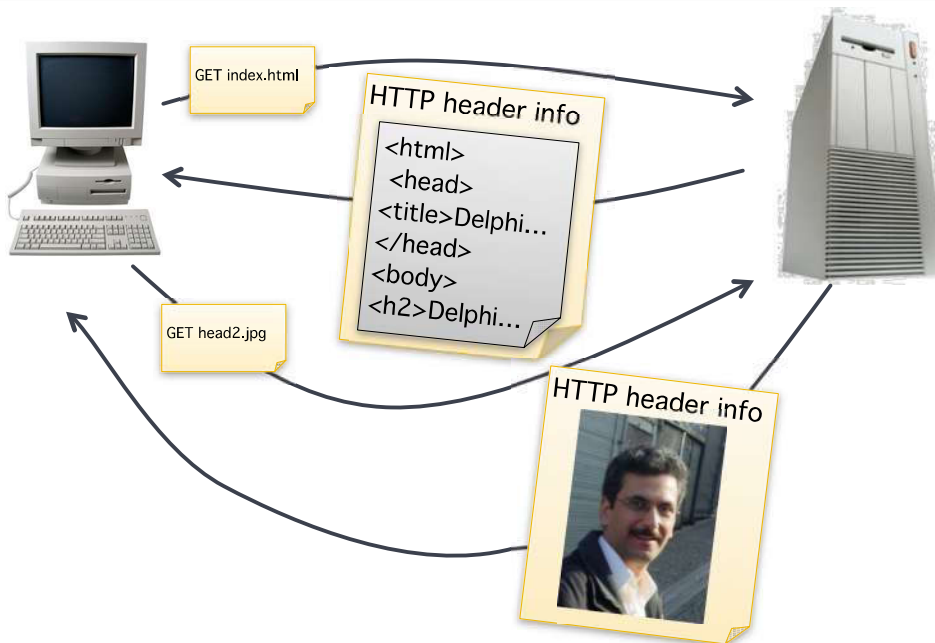 GET index.html
HTTP header info
<html>
<head>
<title>Delphi...
</head>
<body>
<h2>Delphi...
GET head2.jpg
HTTP header info